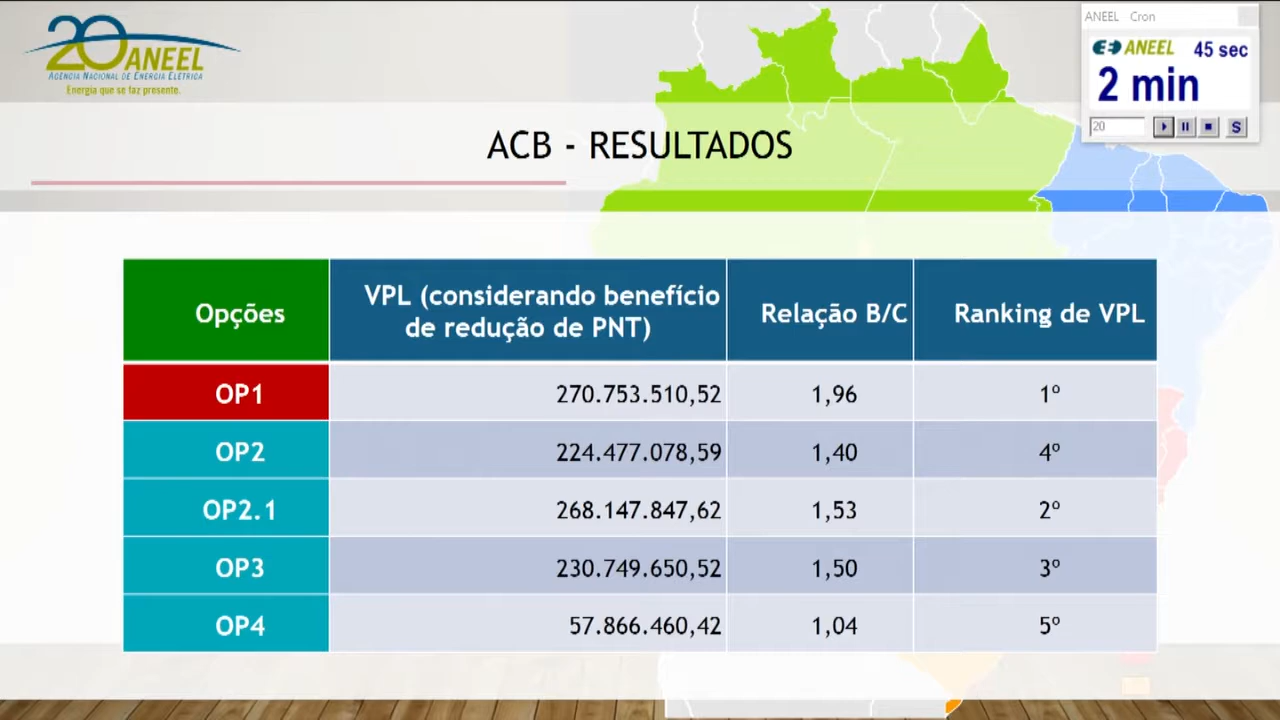 20
ANEEL
AGÊNCIA NACIONAL DE ENERGIA ELÉTRICA
Energia que se faz presente.
ANEEL Cron
ANEEL 45 sec
2 min
20
S
ACB - RESULTADOS
Opções VPL (considerando benefício de redução de PNT) Relação B/C Ranking de VPL
OP1 270.753.510,52 1,96 1º
OP2 224.477.078,59 1,40 4º
OP2.1 268.147.847,62 1,53 2º
OP3 230.749.650,52 1,50 3º
OP4 57.866.460,42 1,04 5º